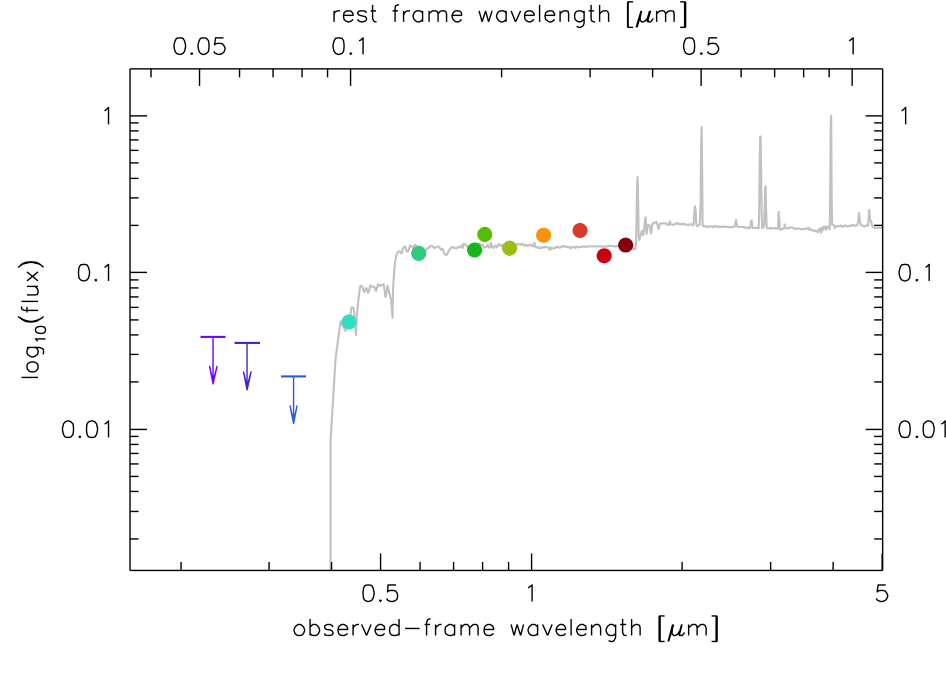 rest frame wavelength [μm]
0.05 0.1 0.5 1
1 1
0.1 0.1
0.01 0.01
log10(flux)
0.5 1 5
observed-frame wavelength [μm]